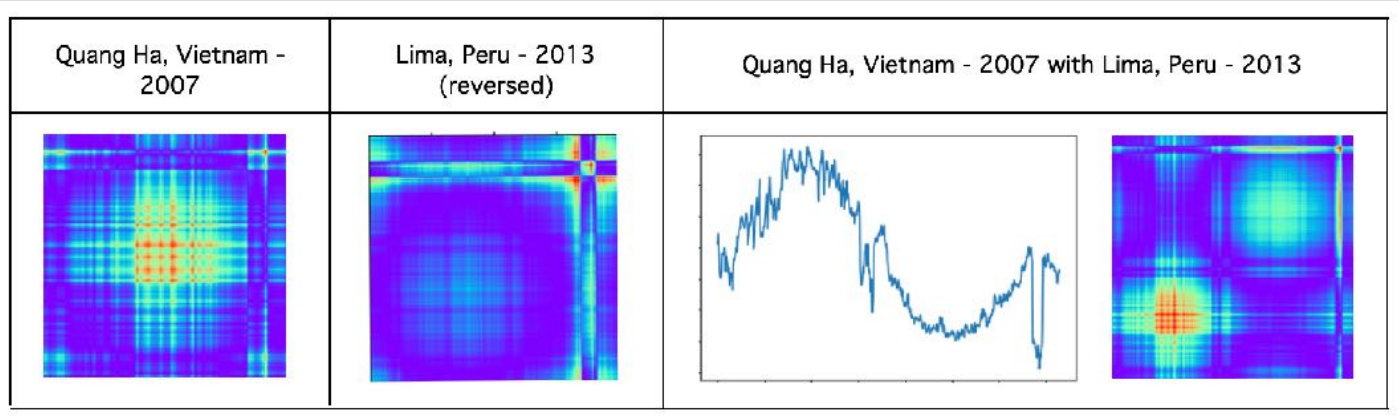 Quang Ha, Vietnam -
2007
Lima, Peru - 2013
(reversed)
Quang Ha, Vietnam - 2007 with Lima, Peru - 2013